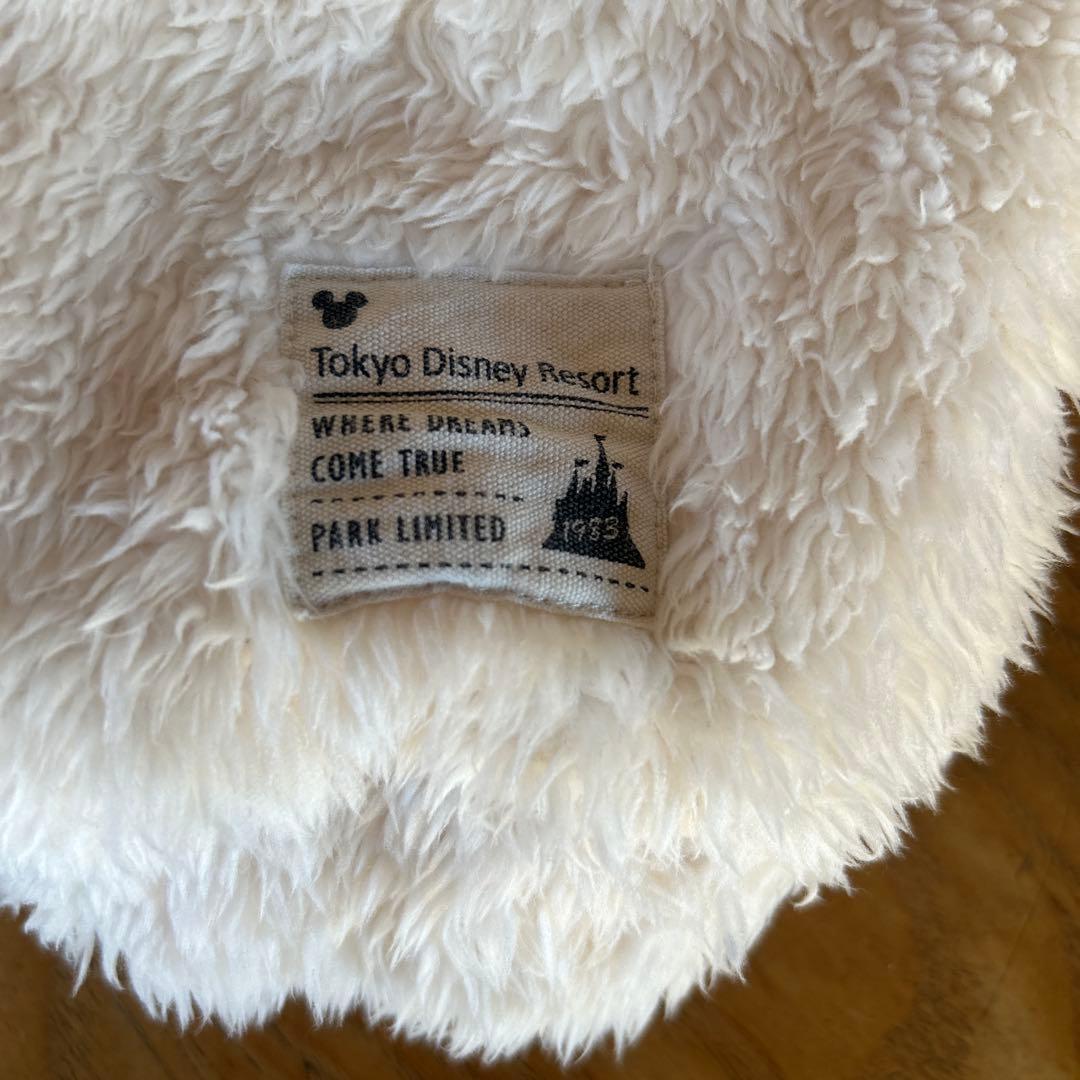 Tokyo Disney Resort
WHERE DREAMS
COME TRUE
PARK LIMITED
1983